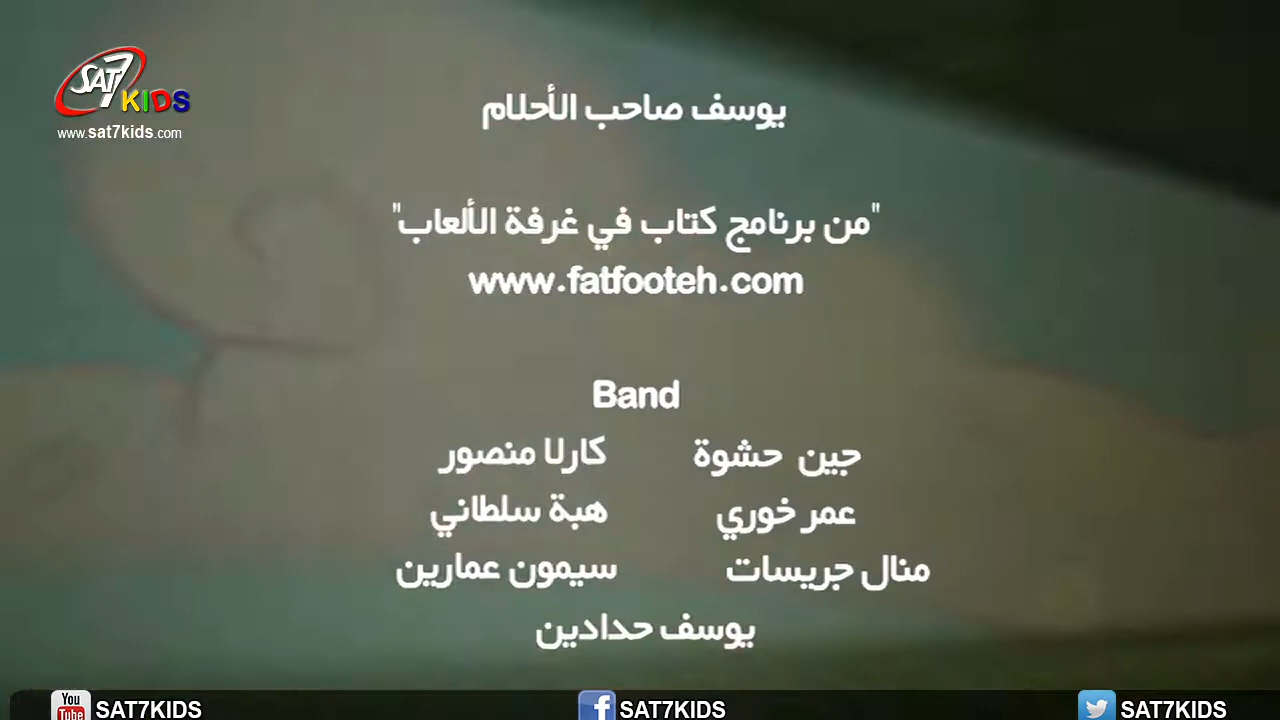 SAT7
KIDS
www.sat7kids.com
يوسف صاحب الأحلام
"من برنامج كتاب في غرفة الألعاب"
www.fatfooteh.com
Band
جين حشوة كارلا منصور
عمر خوري هبة سلطاني
منال جريسات سيمون عمارين
يوسف حدادين
You Tube SAT7KIDS f SAT7KIDS SAT7KIDS